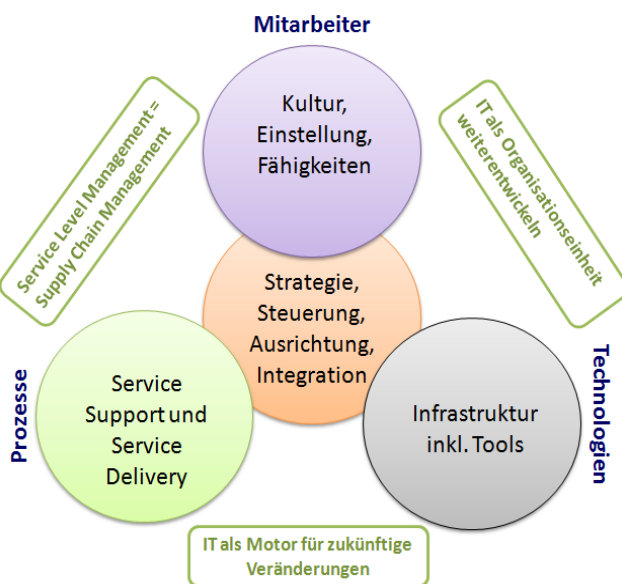 Mitarbeiter
Kultur,
Einstellung,
Fähigkeiten
Service Level Management =
Supply Chain Management
IT als Organisationseinheit
weiterentwickeln
Strategie,
Steuerung,
Ausrichtung,
Integration
Prozesse
Service
Support und
Service
Delivery
Infrastruktur
inkl. Tools
Technologien
IT als Motor für zukünftige
Veränderungen